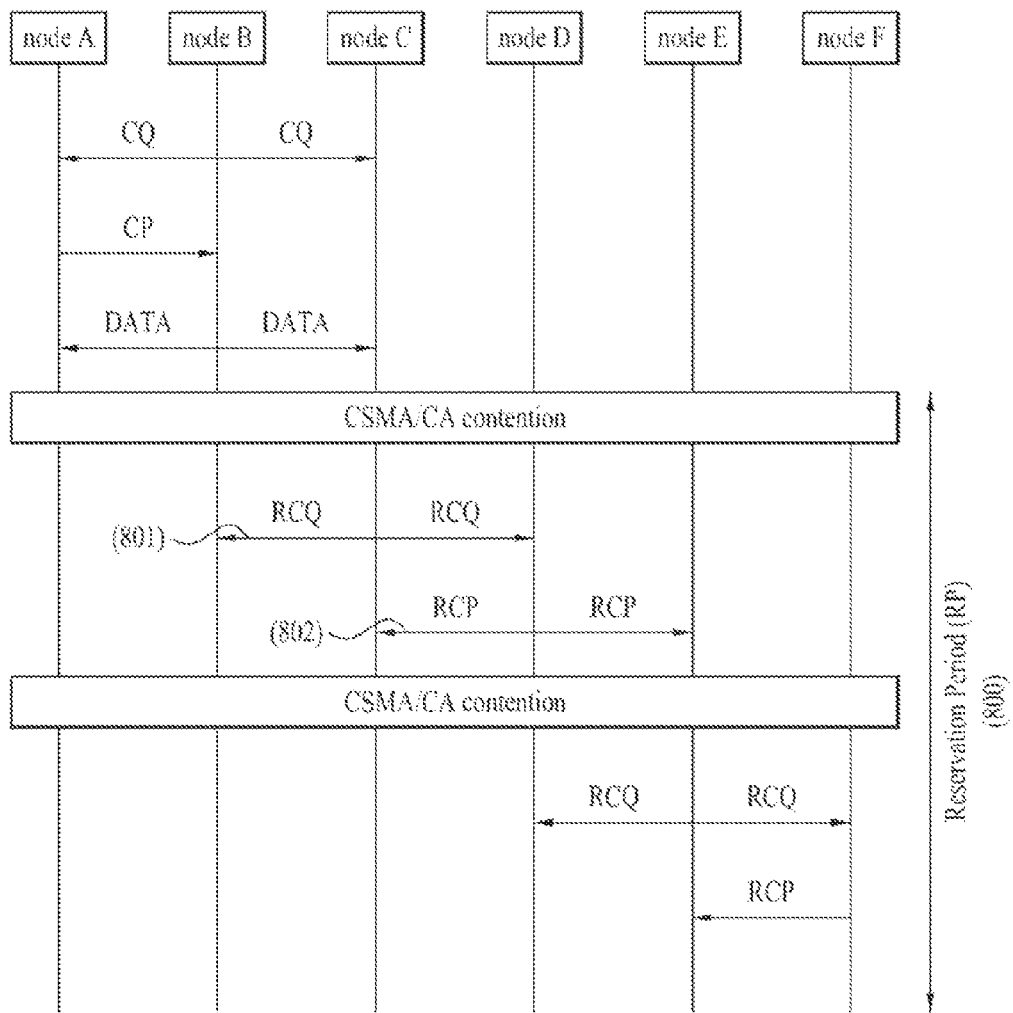 node A
node B
node C
node D
node E
node F
CQ
CQ
CP
DATA
DATA
CSMA/CA contention
RCQ
RCQ
(801)
RCP
RCP
(802)
CSMA/CA contention
RCQ
RCQ
RCP
Reservation Period (RP)
(800)